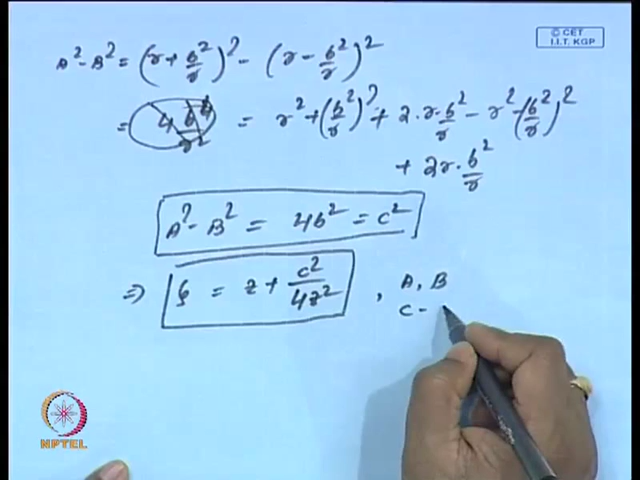 © CET
I.I.T. KGP
A² - B² = (r + b²/r)² - (r - b²/r)²
= 4b⁴/r² = r² + (b²/r)² + 2·r·b²/r - r² - (b²/r)²
+ 2r·b²/r
A² - B² = 4b² = c²
⇒ ζ = z + c²/4z² , A, B
c -
NPTEL